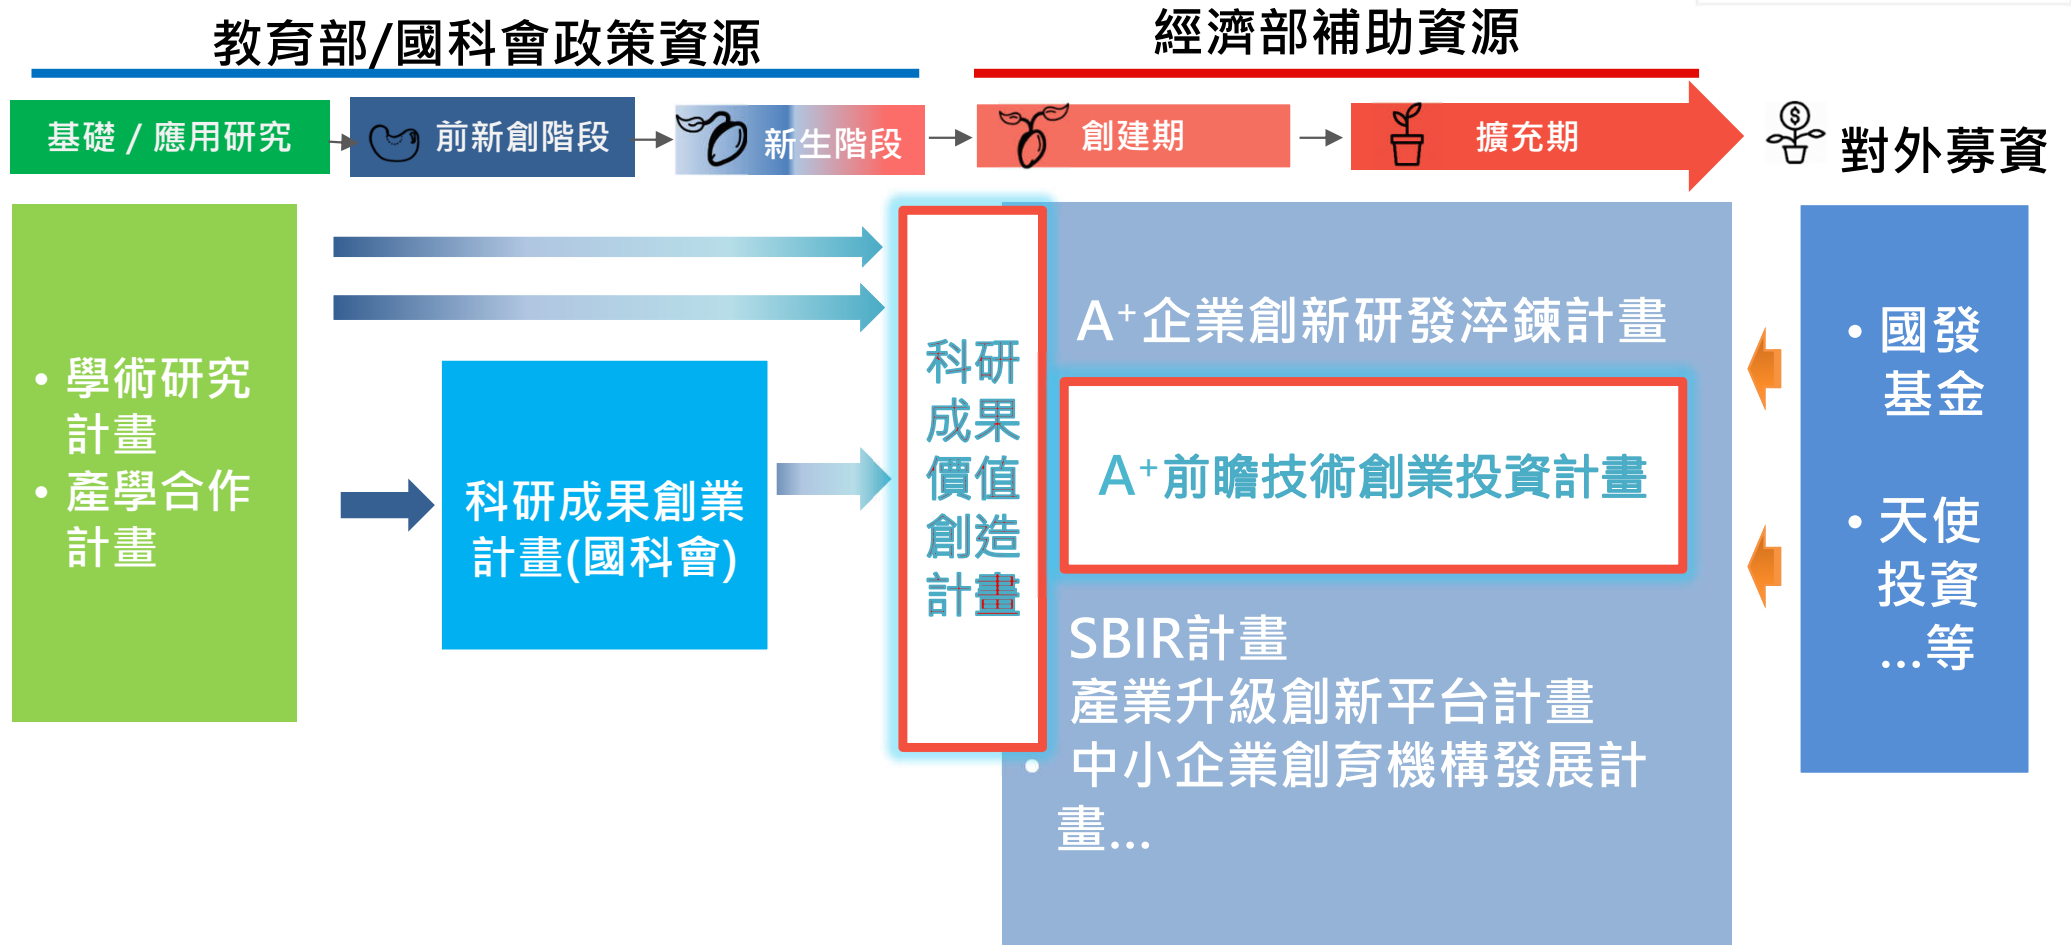 教育部/國科會政策資源
經濟部補助資源
基礎 / 應用研究
前新創階段
新生階段
創建期
擴充期
$
對外募資
• 學術研究
計畫
• 產學合作
計畫
科研成果創業
計畫(國科會)
科研
成果
價值
創造
計畫
A+企業創新研發淬鍊計畫
A+前瞻技術創業投資計畫
SBIR計畫
產業升級創新平台計畫
• 中小企業創育機構發展計
畫...
• 國發
基金
• 天使
投資
...等